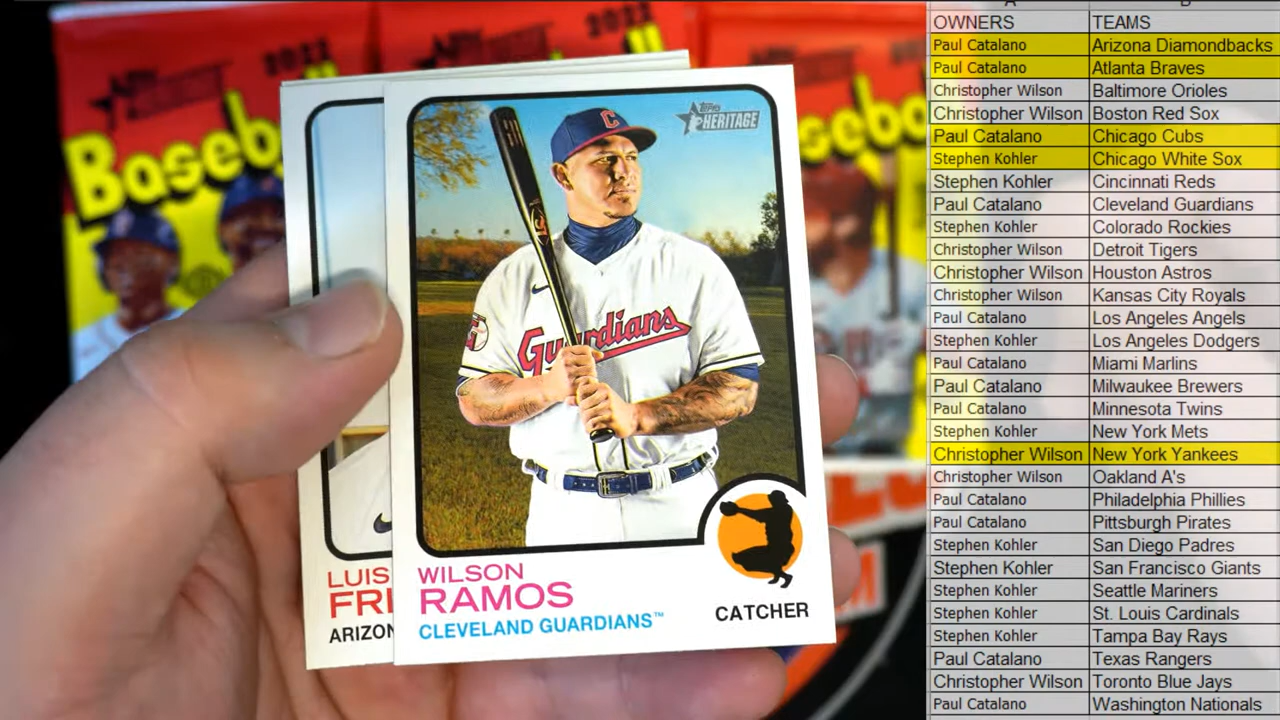 2022
Baseb
2022
seba
Topps
HERITAGE
C
Guardians
WILSON
RAMOS
CLEVELAND GUARDIANS™
CATCHER
LUIS
FRI
ARIZON
OWNERS TEAMS
Paul Catalano Arizona Diamondbacks
Paul Catalano Atlanta Braves
Christopher Wilson Baltimore Orioles
Christopher Wilson Boston Red Sox
Paul Catalano Chicago Cubs
Stephen Kohler Chicago White Sox
Stephen Kohler Cincinnati Reds
Paul Catalano Cleveland Guardians
Stephen Kohler Colorado Rockies
Christopher Wilson Detroit Tigers
Christopher Wilson Houston Astros
Christopher Wilson Kansas City Royals
Paul Catalano Los Angeles Angels
Stephen Kohler Los Angeles Dodgers
Paul Catalano Miami Marlins
Paul Catalano Milwaukee Brewers
Paul Catalano Minnesota Twins
Stephen Kohler New York Mets
Christopher Wilson New York Yankees
Christopher Wilson Oakland A's
Paul Catalano Philadelphia Phillies
Paul Catalano Pittsburgh Pirates
Stephen Kohler San Diego Padres
Stephen Kohler San Francisco Giants
Stephen Kohler Seattle Mariners
Stephen Kohler St. Louis Cardinals
Stephen Kohler Tampa Bay Rays
Paul Catalano Texas Rangers
Christopher Wilson Toronto Blue Jays
Paul Catalano Washington Nationals